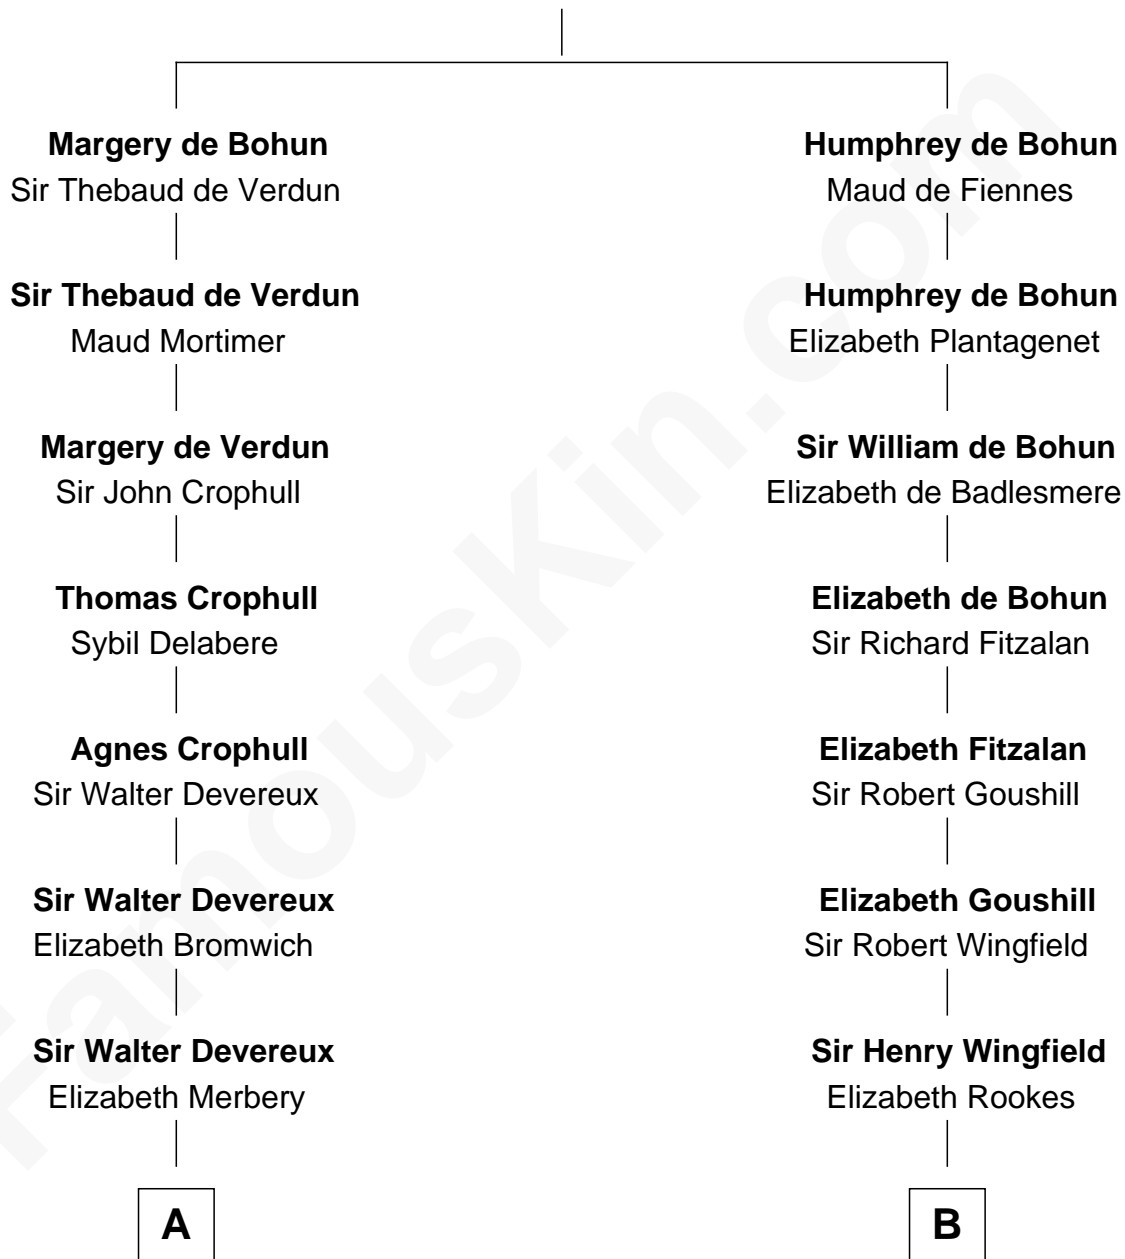 Margery de Bohun
Sir Thebaud de Verdun
Humphrey de Bohun
Maud de Fiennes
Sir Thebaud de Verdun
Maud Mortimer
Humphrey de Bohun
Elizabeth Plantagenet
Margery de Verdun
Sir John Crophull
Sir William de Bohun
Elizabeth de Badlesmere
Thomas Crophull
Sybil Delabere
Elizabeth de Bohun
Sir Richard Fitzalan
Agnes Crophull
Sir Walter Devereux
Elizabeth Fitzalan
Sir Robert Goushill
Sir Walter Devereux
Elizabeth Bromwich
Elizabeth Goushill
Sir Robert Wingfield
Sir Walter Devereux
Elizabeth Merbery
Sir Henry Wingfield
Elizabeth Rookes
A
B
FamousKin.com